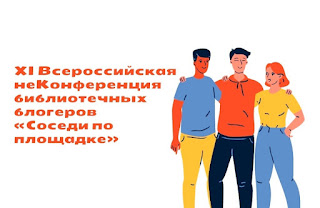 XI Всероссийская
неКонференция
библиотечных
блогеров
«Соседи по
площадке»